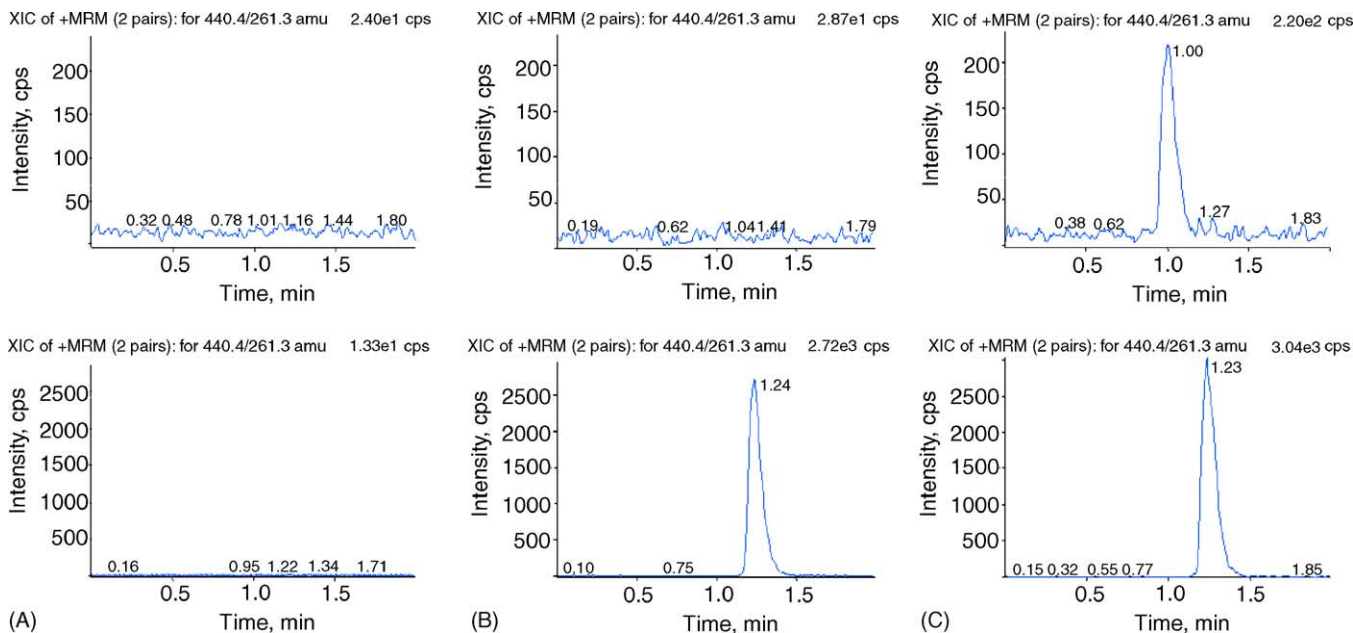 XIC of +MRM (2 pairs): for 440.4/261.3 amu 2.40e1 cps
Intensity, cps
200
150
100
50
0.32 0.48 0.78 1.01 1.16 1.44 1.80
0.5 1.0 1.5
Time, min
XIC of +MRM (2 pairs): for 440.4/261.3 amu 2.87e1 cps
Intensity, cps
200
150
100
50
0.19 0.62 1.04 1.41 1.79
0.5 1.0 1.5
Time, min
XIC of +MRM (2 pairs): for 440.4/261.3 amu 2.20e2 cps
Intensity, cps
200
150
100
50
1.00
0.38 0.62 1.27 1.83
0.5 1.0 1.5
Time, min
XIC of +MRM (2 pairs): for 440.4/261.3 amu 1.33e1 cps
Intensity, cps
2500
2000
1500
1000
500
0.16 0.95 1.22 1.34 1.71
0.5 1.0 1.5
Time, min
(A)
XIC of +MRM (2 pairs): for 440.4/261.3 amu 2.72e3 cps
Intensity, cps
2500
2000
1500
1000
500
1.24
0.10 0.75
0.5 1.0 1.5
Time, min
(B)
XIC of +MRM (2 pairs): for 440.4/261.3 amu 3.04e3 cps
Intensity, cps
2500
2000
1500
1000
500
1.23
0.15 0.32 0.55 0.77 1.85
0.5 1.0 1.5
Time, min
(C)